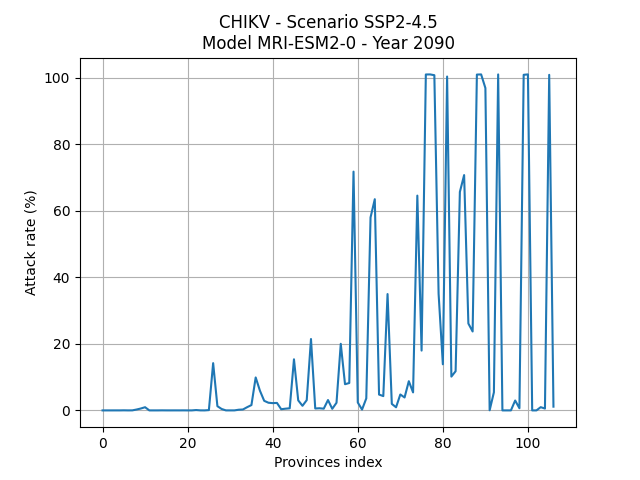 CHIKV - Scenario SSP2-4.5
Model MRI-ESM2-0 - Year 2090
Attack rate (%)
100
80
60
40
20
0
0 20 40 60 80 100
Provinces index